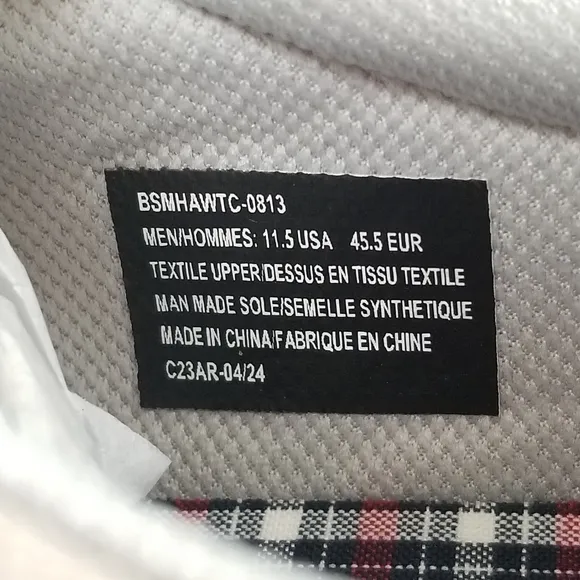 BSMHAWTC-0813
MEN/HOMMES: 11.5 USA 45.5 EUR
TEXTILE UPPER/DESSUS EN TISSU TEXTILE
MAN MADE SOLE/SEMELLE SYNTHETIQUE
MADE IN CHINA/FABRIQUE EN CHINE
C23AR-04/24